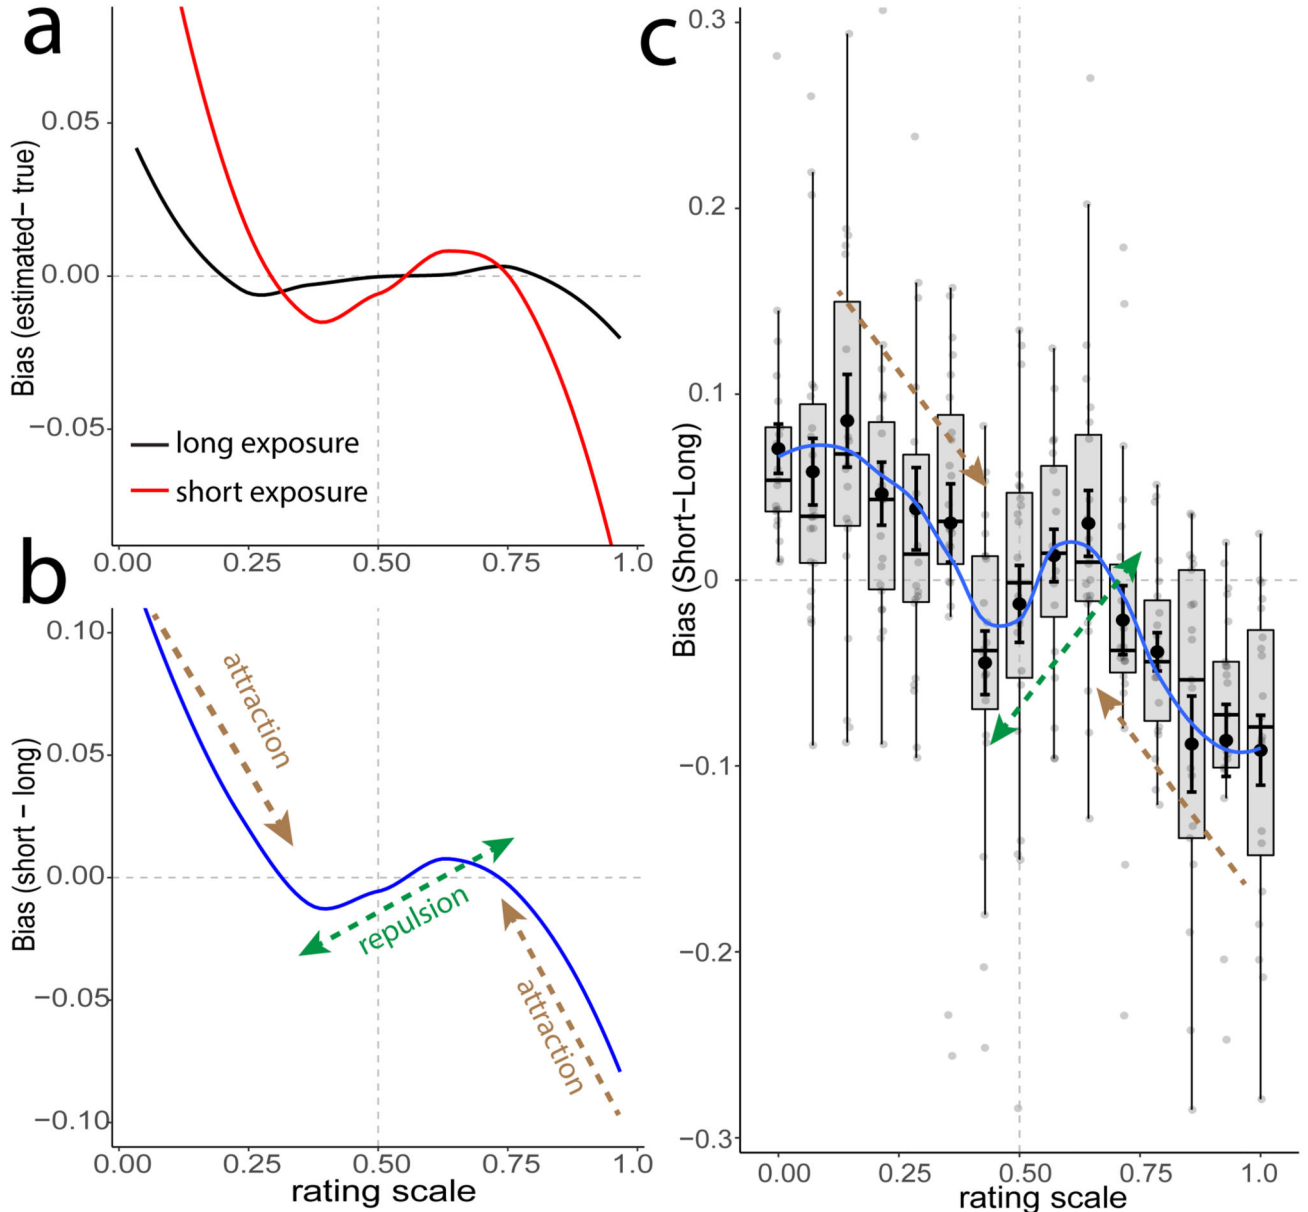 a
Bias (estimated− true)
0.05
0.00
−0.05
long exposure
short exposure
0.00 0.25 0.50 0.75 1.0
b
Bias (short − long)
0.10
0.05
0.00
−0.05
−0.10
attraction
repulsion
attraction
0.00 0.25 0.50 0.75 1.0
rating scale
c
Bias (Short−Long)
0.3
0.2
0.1
0
−0.1
−0.2
−0.3
0.00 0.25 0.50 0.75 1.0
rating scale